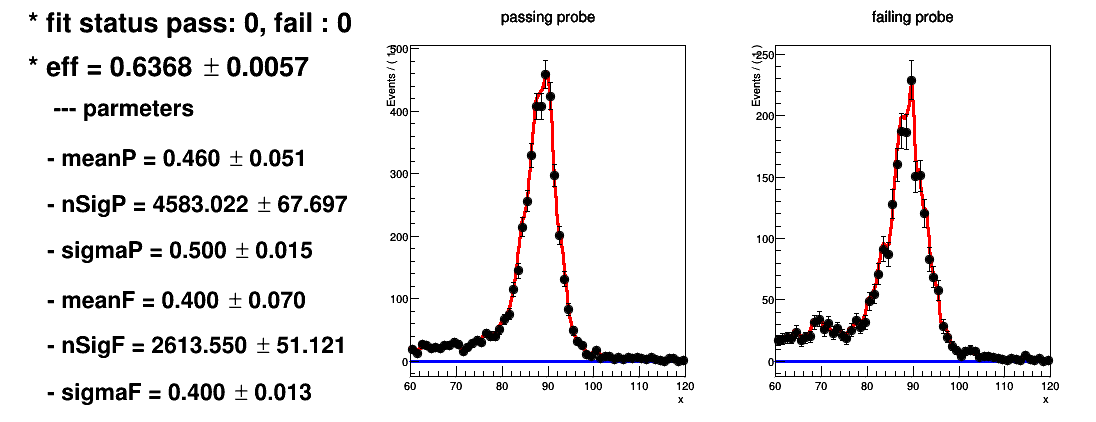 * fit status pass: 0, fail : 0
* eff = 0.6368 ± 0.0057
--- parmeters
- meanP = 0.460 ± 0.051
- nSigP = 4583.022 ± 67.697
- sigmaP = 0.500 ± 0.015
- meanF = 0.400 ± 0.070
- nSigF = 2613.550 ± 51.121
- sigmaF = 0.400 ± 0.013
passing probe
Events / ( 1 )
500
400
300
200
100
0
60 70 80 90 100 110 120
x
failing probe
Events / ( 1 )
250
200
150
100
50
0
60 70 80 90 100 110 120
x